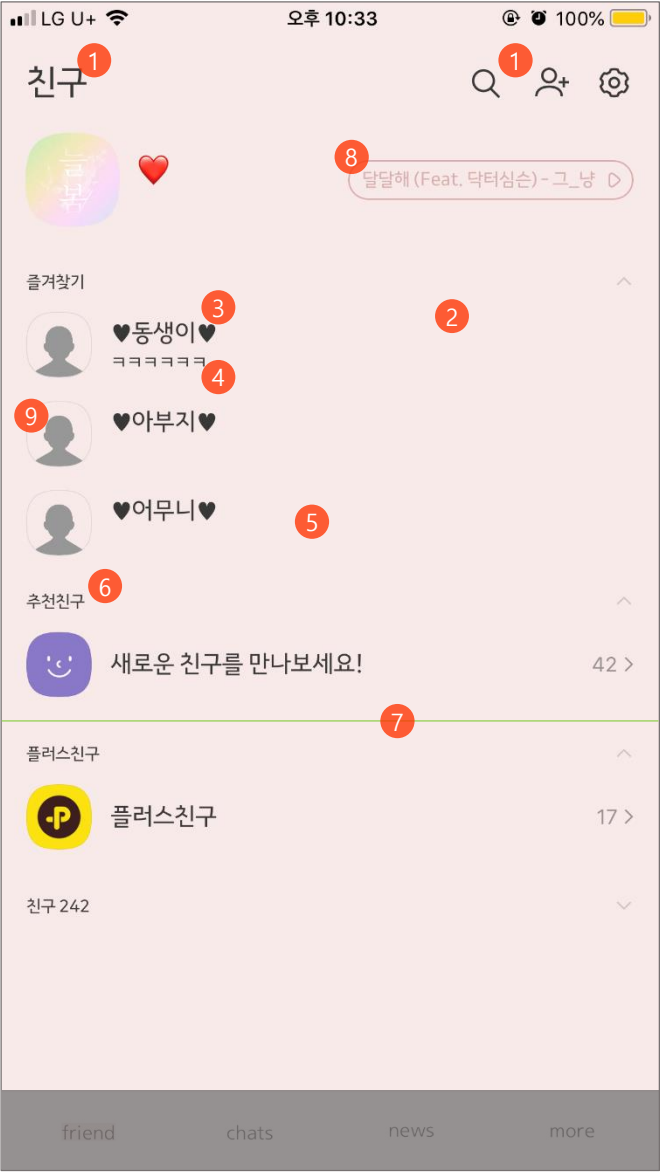 LG U+ 오후 10:33 100%
친구 1 1
늘봄
8
달달해 (Feat. 닥터심슨) - 그_냥
즐겨찾기
3 2
♥동생이♥
ㅋㅋㅋㅋㅋㅋ
4
9
♥아부지♥
♥어무니♥
5
6
추천친구
새로운 친구를 만나보세요! 42 >
7
플러스친구
P
플러스친구 17 >
친구 242
friend chats news more